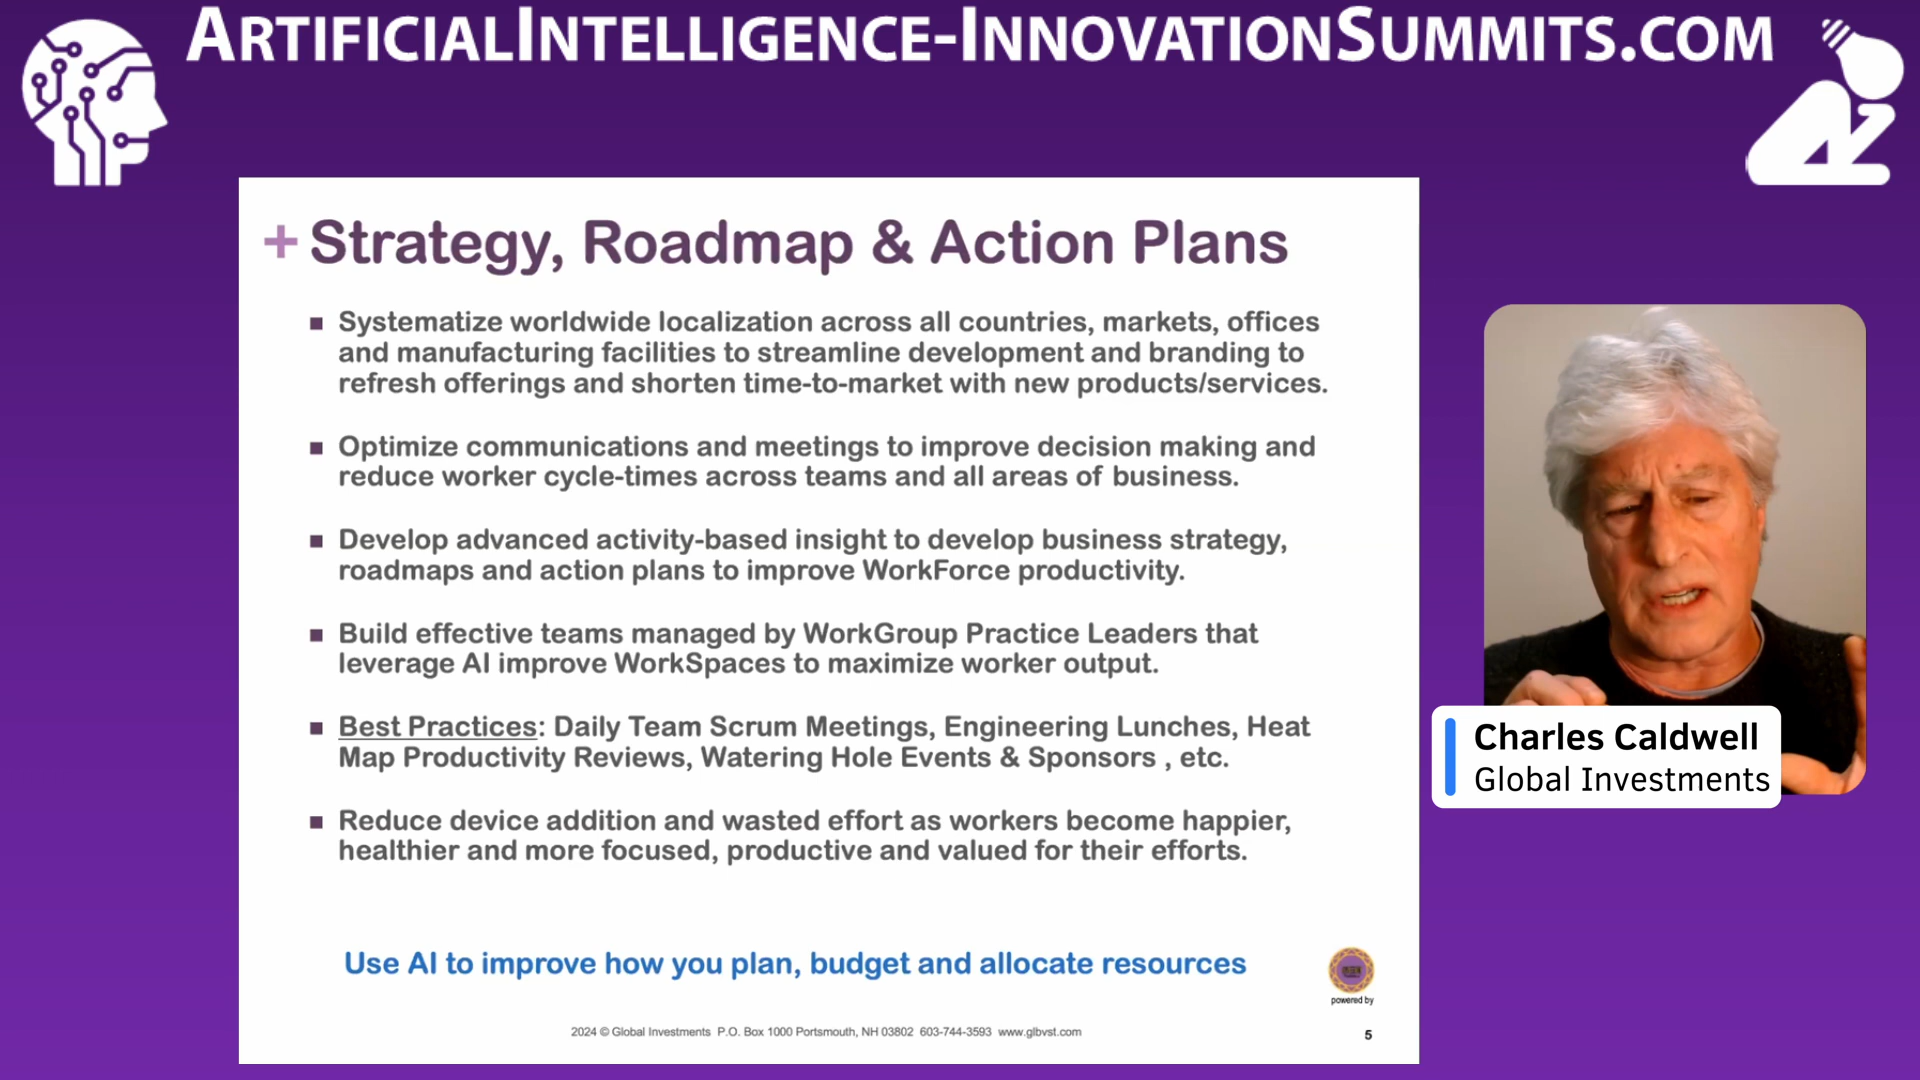 ARTIFICIALINTELLIGENCE-INNOVATIONSUMMITS.COM
+ Strategy, Roadmap & Action Plans
■ Systematize worldwide localization across all countries, markets, offices
and manufacturing facilities to streamline development and branding to
refresh offerings and shorten time-to-market with new products/services.
■ Optimize communications and meetings to improve decision making and
reduce worker cycle-times across teams and all areas of business.
■ Develop advanced activity-based insight to develop business strategy,
roadmaps and action plans to improve WorkForce productivity.
■ Build effective teams managed by WorkGroup Practice Leaders that
leverage AI improve WorkSpaces to maximize worker output.
■ Best Practices: Daily Team Scrum Meetings, Engineering Lunches, Heat
Map Productivity Reviews, Watering Hole Events & Sponsors , etc.
■ Reduce device addition and wasted effort as workers become happier,
healthier and more focused, productive and valued for their efforts.
Use AI to improve how you plan, budget and allocate resources
powered by
2024 © Global Investments P.O. Box 1000 Portsmouth, NH 03802 603-744-3593 www.glbvst.com
5
Charles Caldwell
Global Investments